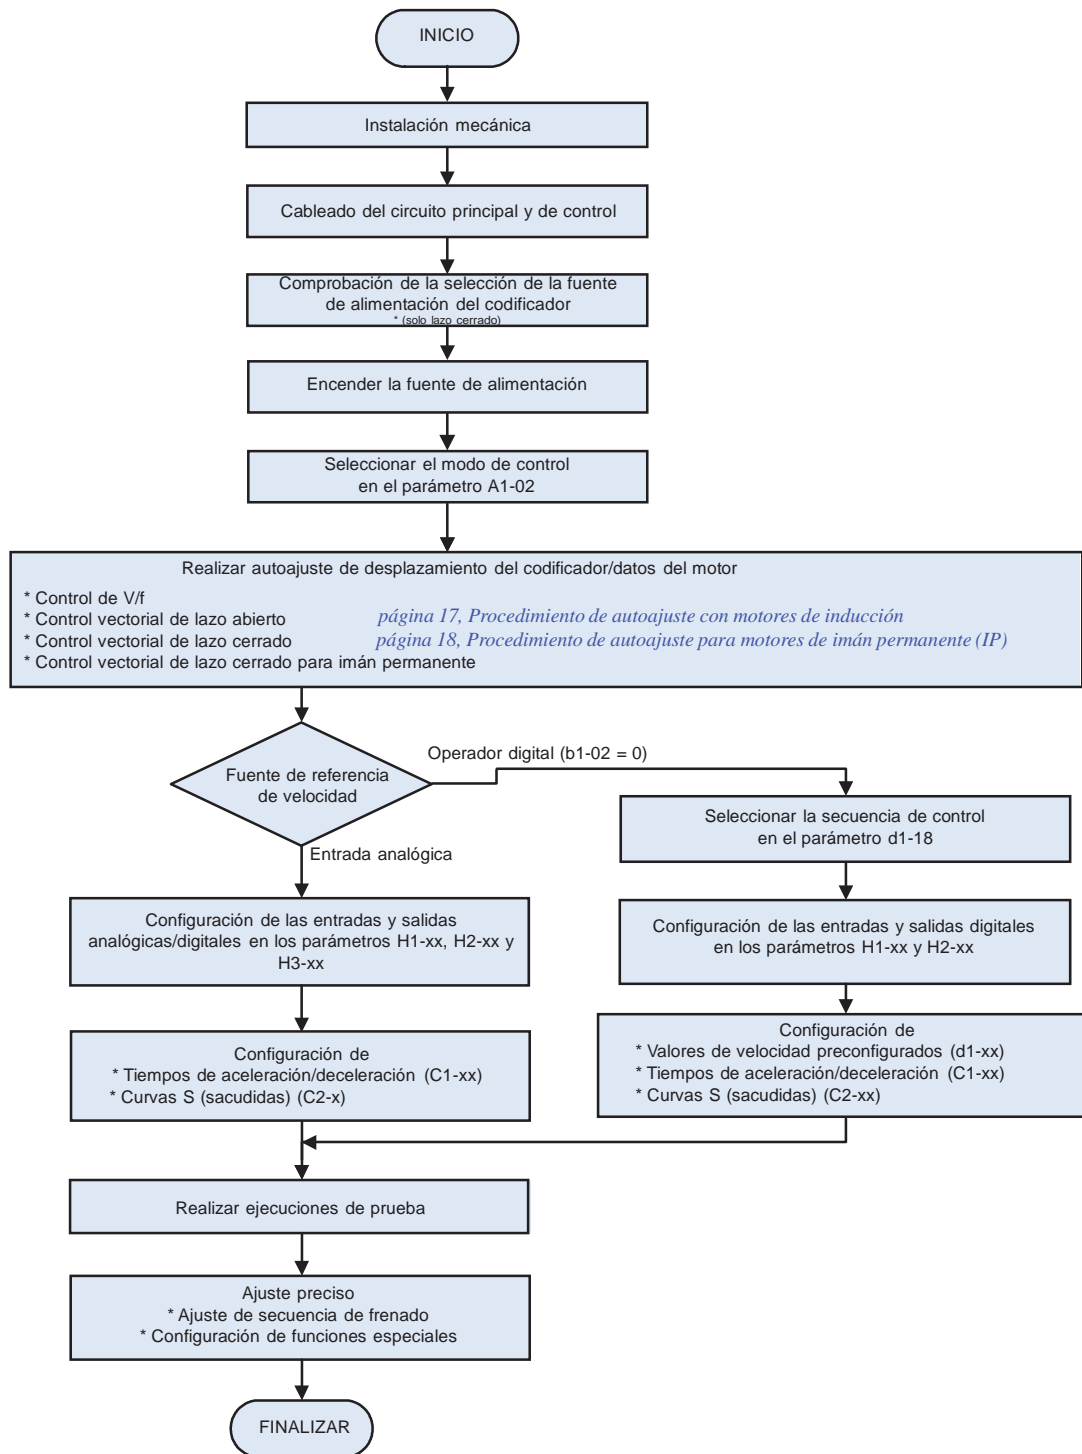 INICIO
Instalación mecánica
Cableado del circuito principal y de control
Comprobación de la selección de la fuente
de alimentación del codificador
* (solo lazo cerrado)
Encender la fuente de alimentación
Seleccionar el modo de control
en el parámetro A1-02
Realizar autoajuste de desplazamiento del codificador/datos del motor
* Control de V/f
* Control vectorial de lazo abierto página 17, Procedimiento de autoajuste con motores de inducción
* Control vectorial de lazo cerrado página 18, Procedimiento de autoajuste para motores de imán permanente (IP)
* Control vectorial de lazo cerrado para imán permanente
Operador digital (b1-02 = 0)
Fuente de referencia
de velocidad
Entrada analógica
Seleccionar la secuencia de control
en el parámetro d1-18
Configuración de las entradas y salidas
analógicas/digitales en los parámetros H1-xx, H2-xx y
H3-xx
Configuración de las entradas y salidas digitales
en los parámetros H1-xx y H2-xx
Configuración de
* Tiempos de aceleración/deceleración (C1-xx)
* Curvas S (sacudidas) (C2-x)
Configuración de
* Valores de velocidad preconfigurados (d1-xx)
* Tiempos de aceleración/deceleración (C1-xx)
* Curvas S (sacudidas) (C2-xx)
Realizar ejecuciones de prueba
Ajuste preciso
* Ajuste de secuencia de frenado
* Configuración de funciones especiales
FINALIZAR